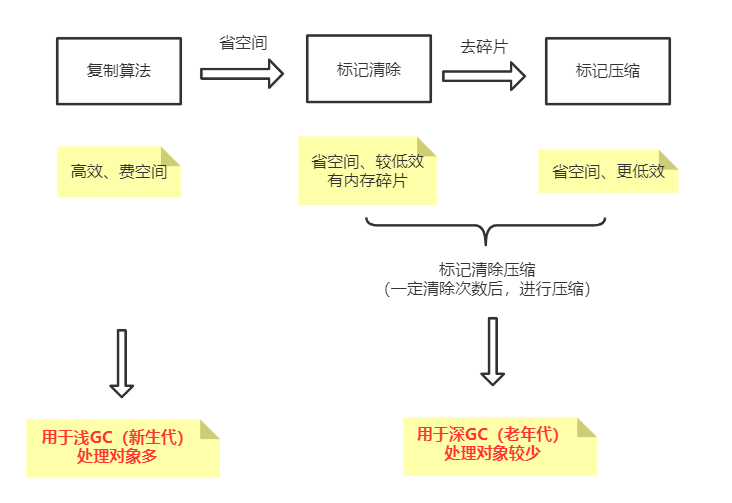 省空间
去碎片
复制算法
标记清除
标记压缩
高效、费空间
省空间、较低效
有内存碎片
省空间、更低效
标记清除压缩
（一定清除次数后，进行压缩）
用于浅GC（新生代）
处理对象多
用于深GC（老年代）
处理对象较少